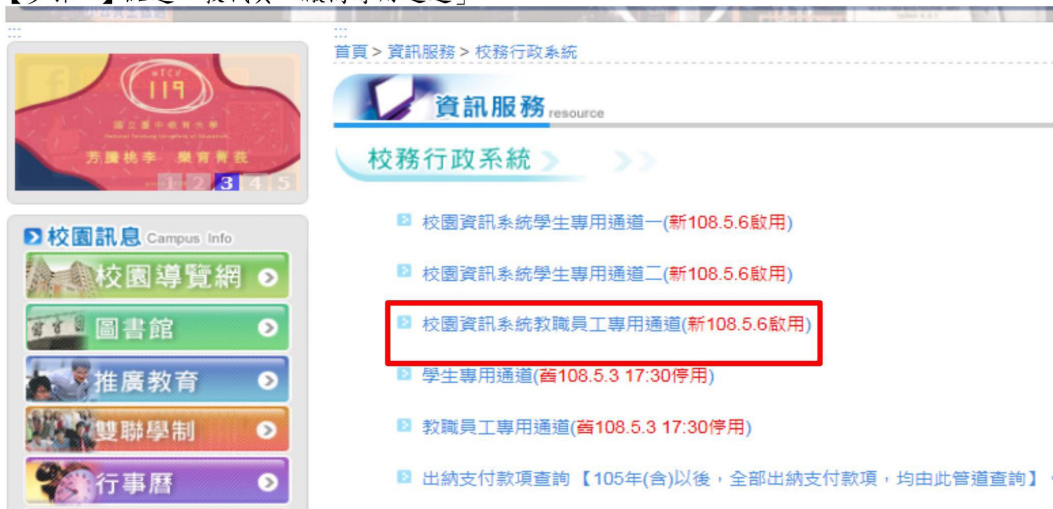 :::
:::
首頁 > 資訊服務 > 校務行政系統
119
國立臺中教育大學
芳騰桃李 樂育菁莪
1 2 3 4 5
資訊服務 resource
校務行政系統
校園訊息 Campus Info
校園導覽網
圖書館
推廣教育
雙聯學制
行事曆
校園資訊系統學生專用通道一(新108.5.6啟用)
校園資訊系統學生專用通道二(新108.5.6啟用)
校園資訊系統教職員工專用通道(新108.5.6啟用)
學生專用通道(舊108.5.3 17:30停用)
教職員工專用通道(舊108.5.3 17:30停用)
出納支付款項查詢 【105年(含)以後，全部出納支付款項，均由此管道查詢】